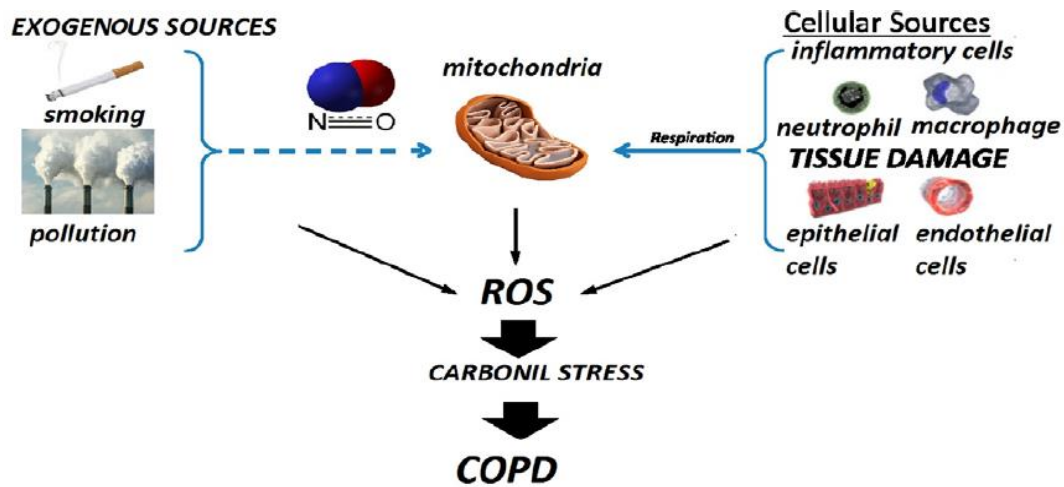 EXOGENOUS SOURCES
smoking
pollution
N O
mitochondria
Respiration
Cellular Sources
inflammatory cells
neutrophil macrophage
TISSUE DAMAGE
epithelial cells
endothelial cells
ROS
CARBONIL STRESS
COPD